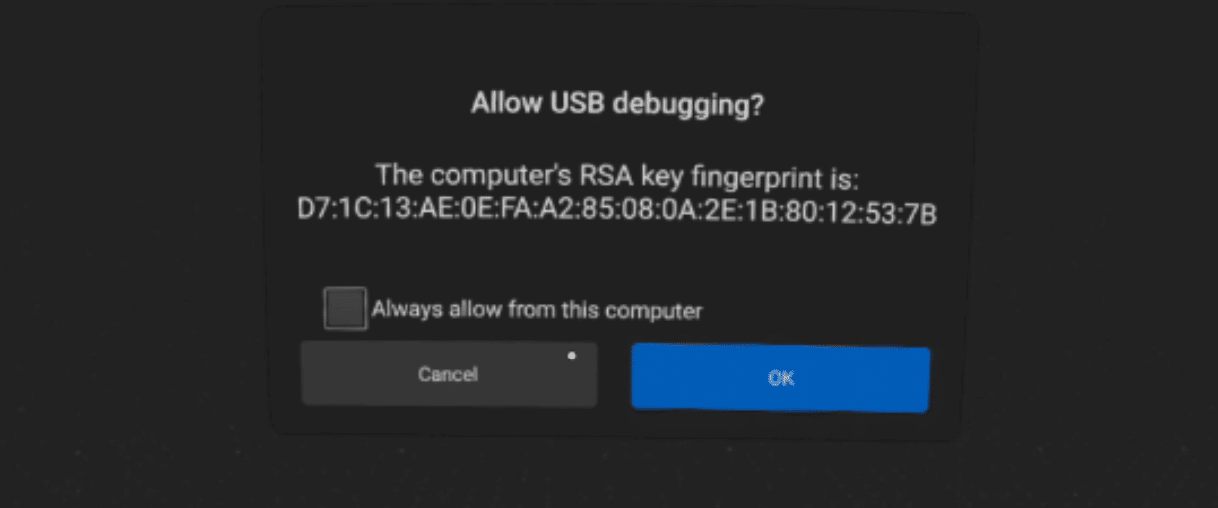 Allow USB debugging?
The computer's RSA key fingerprint is:
D7:1C:13:AE:0E:FA:A2:85:08:0A:2E:1B:80:12:53:7B
Always allow from this computer
Cancel
OK